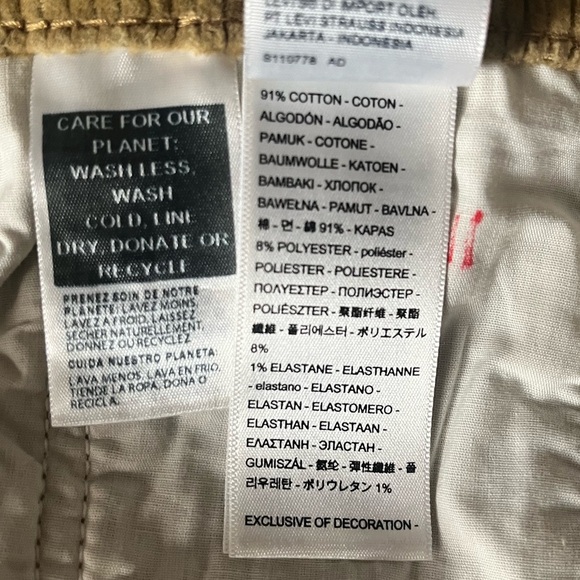 DI IMPORT OLEH:
PT LEVI STRAUSS INDONESIA
JAKARTA - INDONESIA
S110778 AD
CARE FOR OUR
PLANET:
WASH LESS,
WASH
COLD, LINE
DRY, DONATE OR
RECYCLE
PRENEZ SOIN DE NOTRE
PLANÈTE: LAVEZ MOINS,
LAVEZ À FROID, LAISSEZ
SÉCHER NATURELLEMENT,
DONNEZ OU RECYCLEZ
CUIDA NUESTRO PLANETA:
LAVA MENOS, LAVA EN FRÍO,
TIENDE LA ROPA, DONA O
RECICLA.
91% COTTON - COTON -
ALGODÓN - ALGODÃO -
PAMUK - COTONE -
BAUMWOLLE - KATOEN -
BAMBAKI - ХЛОПОК -
BAWEŁNA - PAMUT - BAVLNA -
棉 - 면 - 綿 91% - KAPAS
8% POLYESTER - poliéster -
POLIESTER - POLIESTERE -
ΠΟΛΥΕΣΤΕΡ - ПОЛИЭСТЕР -
POLIÉSZTER - 聚酯纤维 - 聚酯
纖維 - 폴리에스터 - ポリエステル
8%
1% ELASTANE - ELASTHANNE
- elastano - ELASTANO -
ELASTAN - ELASTOMERO -
ELASTHAN - ELASTAAN -
ΕΛΑΣΤΑΝΗ - ЭЛАСТАН -
GUMISZÁL - 氨纶 - 彈性纖維 - 폴
리우레탄 - ポリウレタン 1%
EXCLUSIVE OF DECORATION -